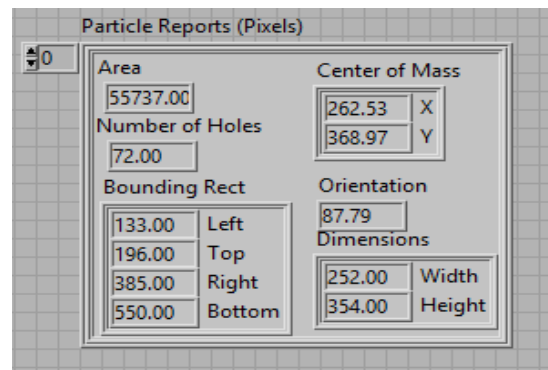 Particle Reports (Pixels)
0
Area
55737.00
Number of Holes
72.00
Bounding Rect
133.00 Left
196.00 Top
385.00 Right
550.00 Bottom
Center of Mass
262.53 X
368.97 Y
Orientation
87.79
Dimensions
252.00 Width
354.00 Height